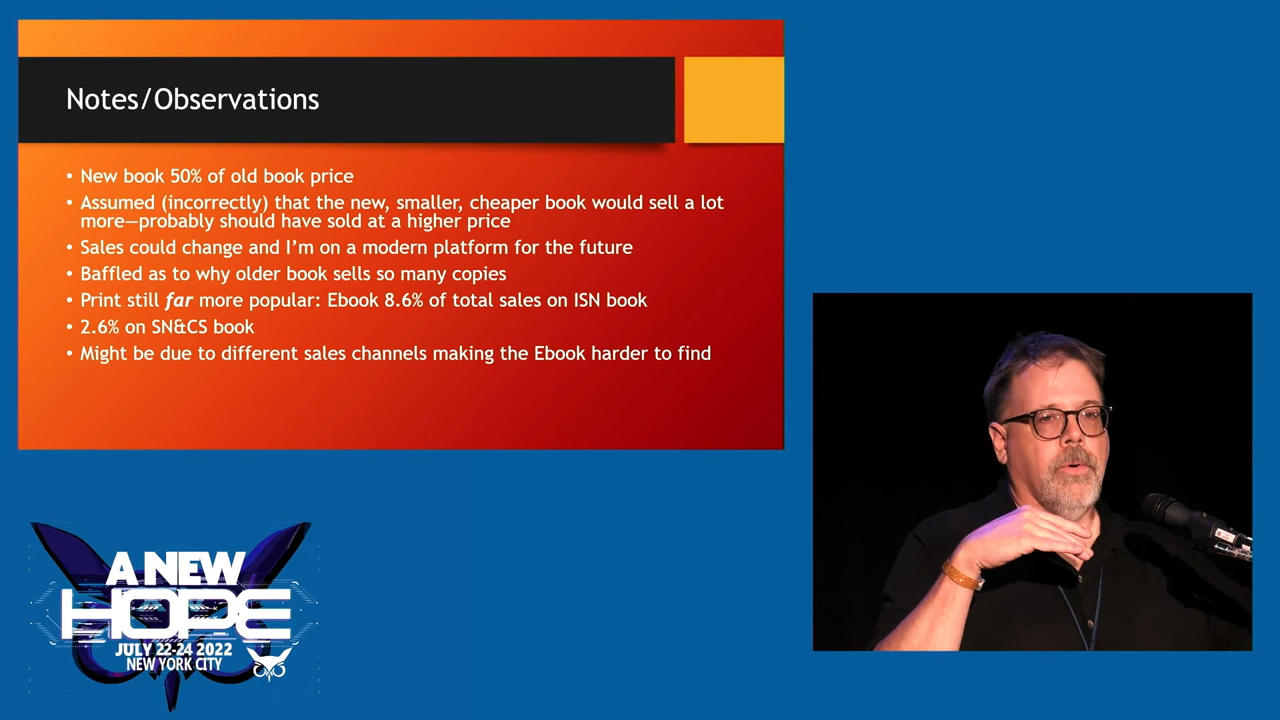 Notes/Observations
• New book 50% of old book price
• Assumed (incorrectly) that the new, smaller, cheaper book would sell a lot
more—probably should have sold at a higher price
• Sales could change and I’m on a modern platform for the future
• Baffled as to why older book sells so many copies
• Print still far more popular: Ebook 8.6% of total sales on ISN book
• 2.6% on SN&CS book
• Might be due to different sales channels making the Ebook harder to find
A NEW
HOPE
JULY 22-24 2022
NEW YORK CITY